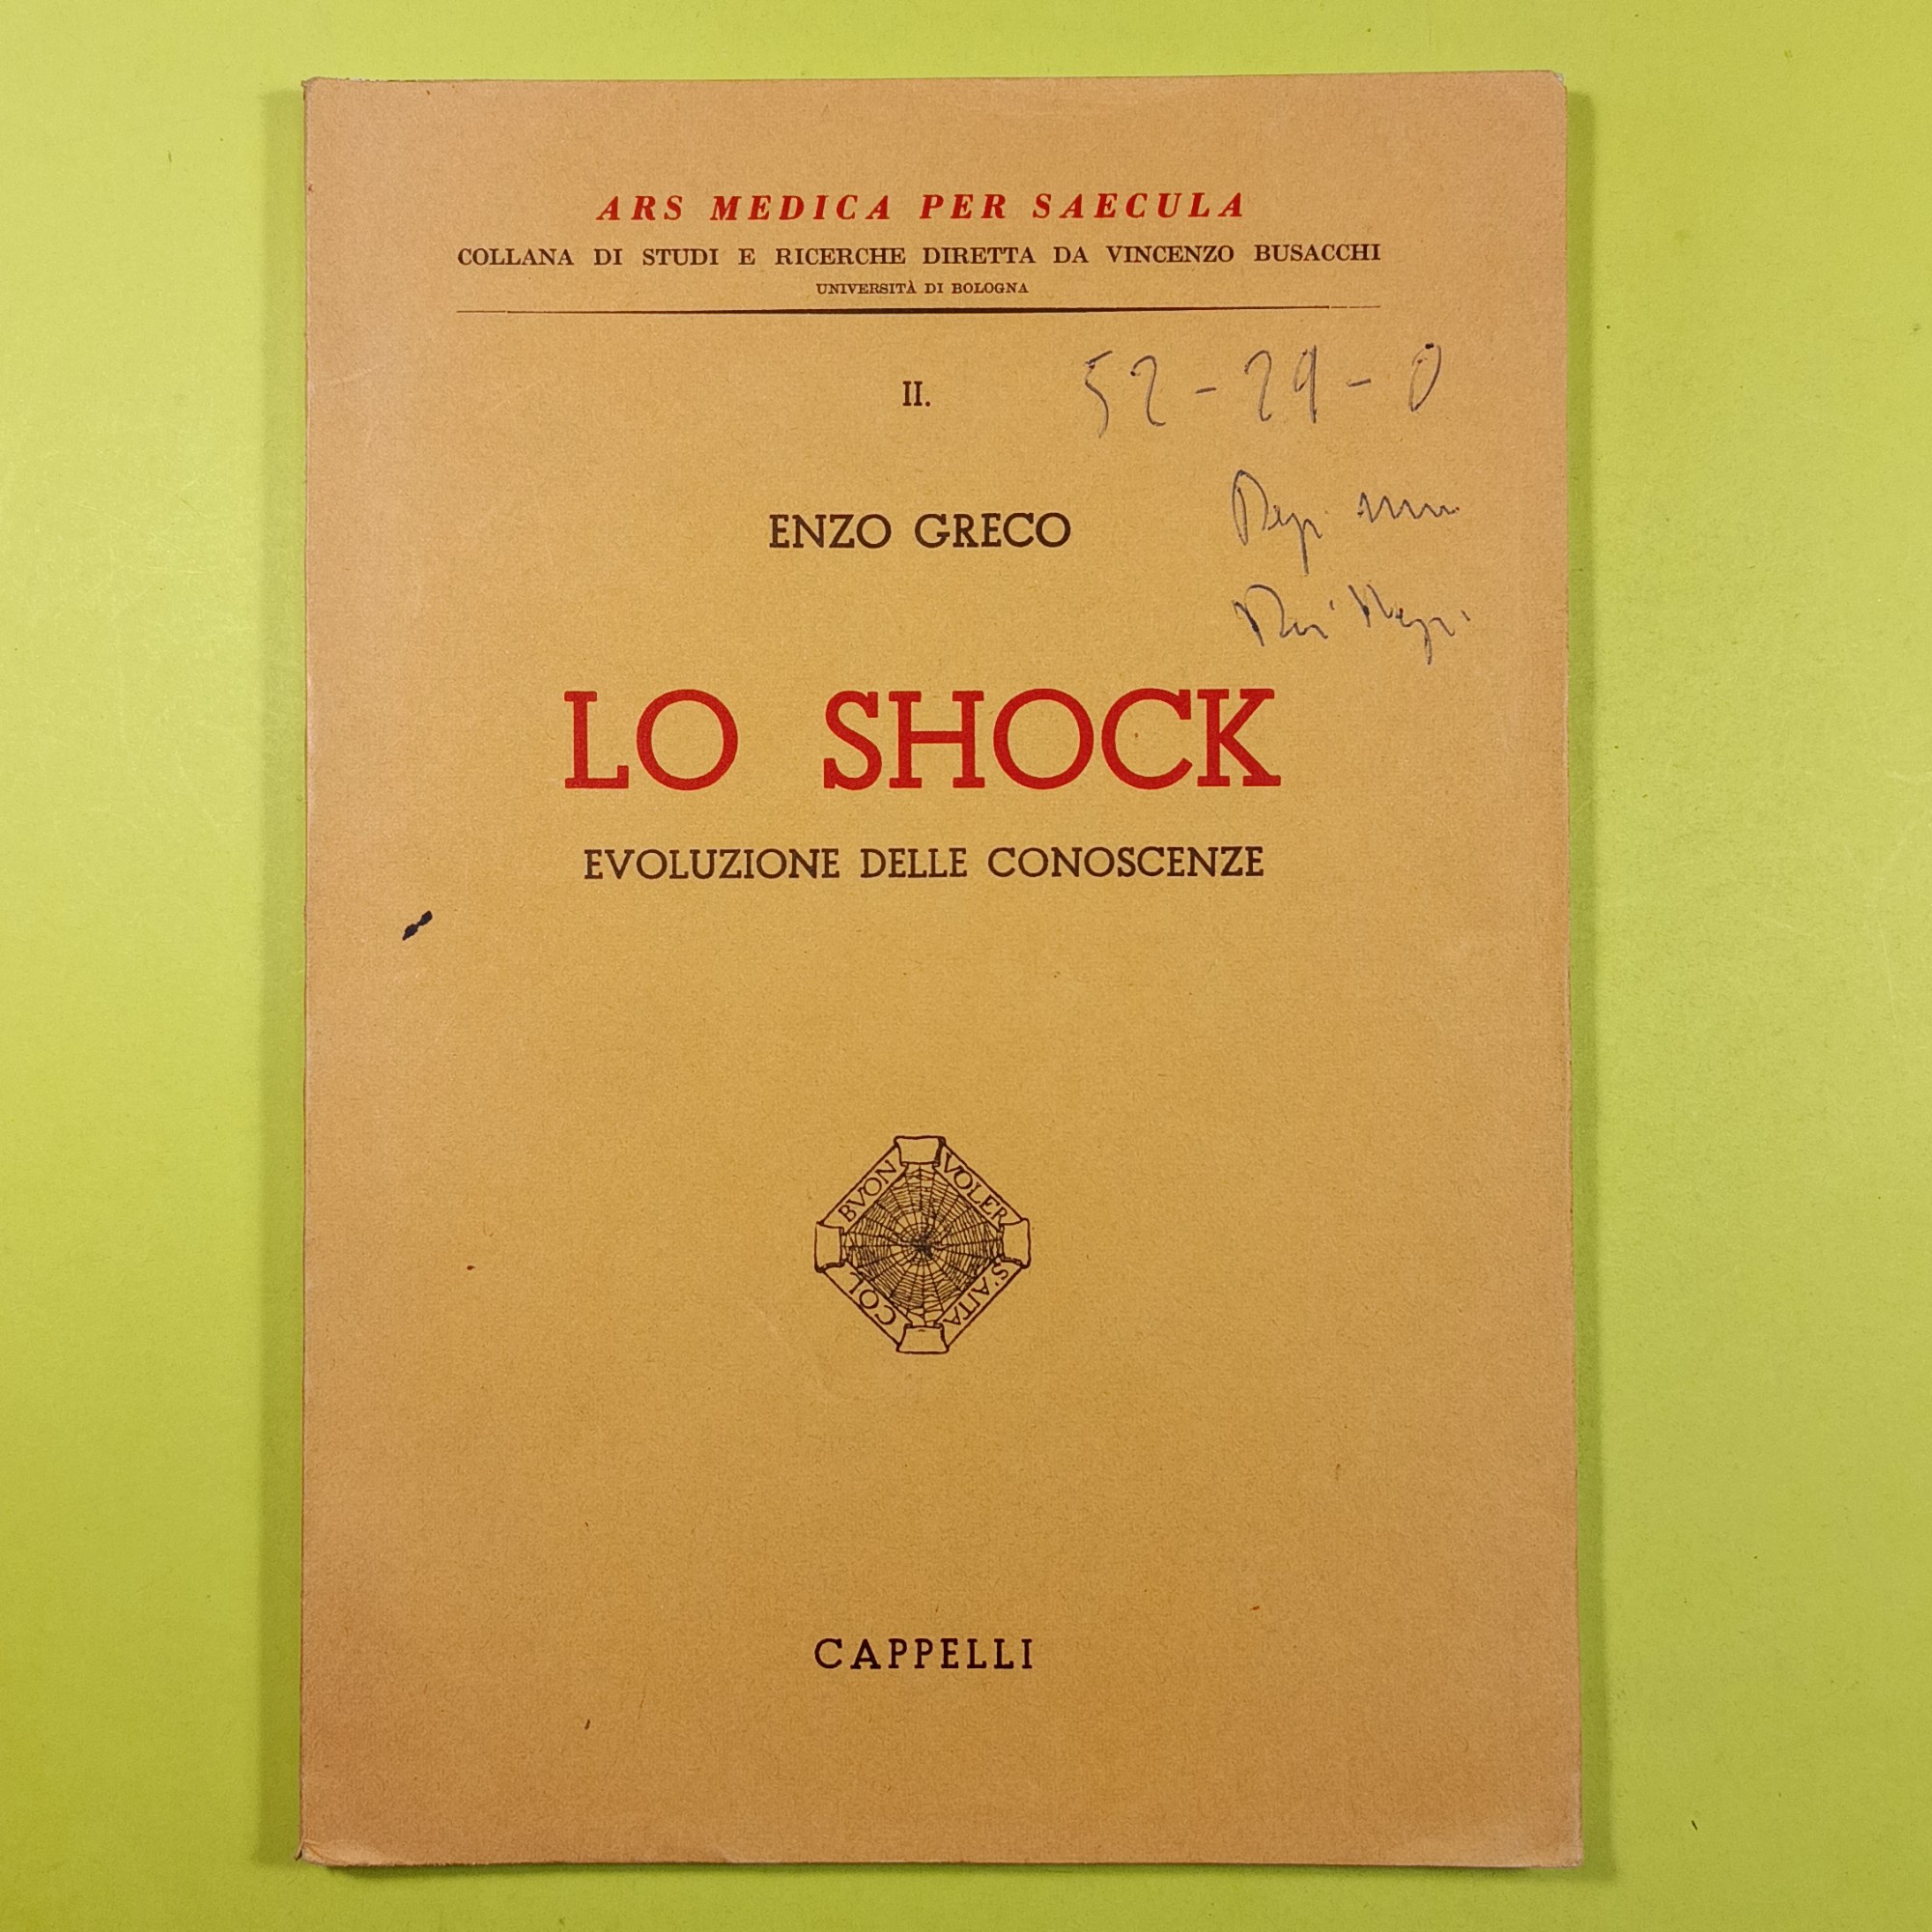 ARS MEDICA PER SAECULA
COLLANA DI STUDI E RICERCHE DIRETTA DA VINCENZO BUSACCHI
UNIVERSITÀ DI BOLOGNA
II.
52-29-0
ENZO GRECO
LO SHOCK
EVOLUZIONE DELLE CONOSCENZE
COL BVON VOLER S'AITA
CAPPELLI